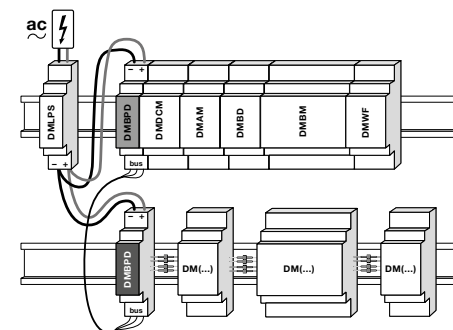 ac
DMLPS
− +
− +
DMBPD
DMDCM
DMAM
DMBD
DMBM
DMWF
bus
− +
DMBPD
DM(...)
DM(...)
DM(...)
bus